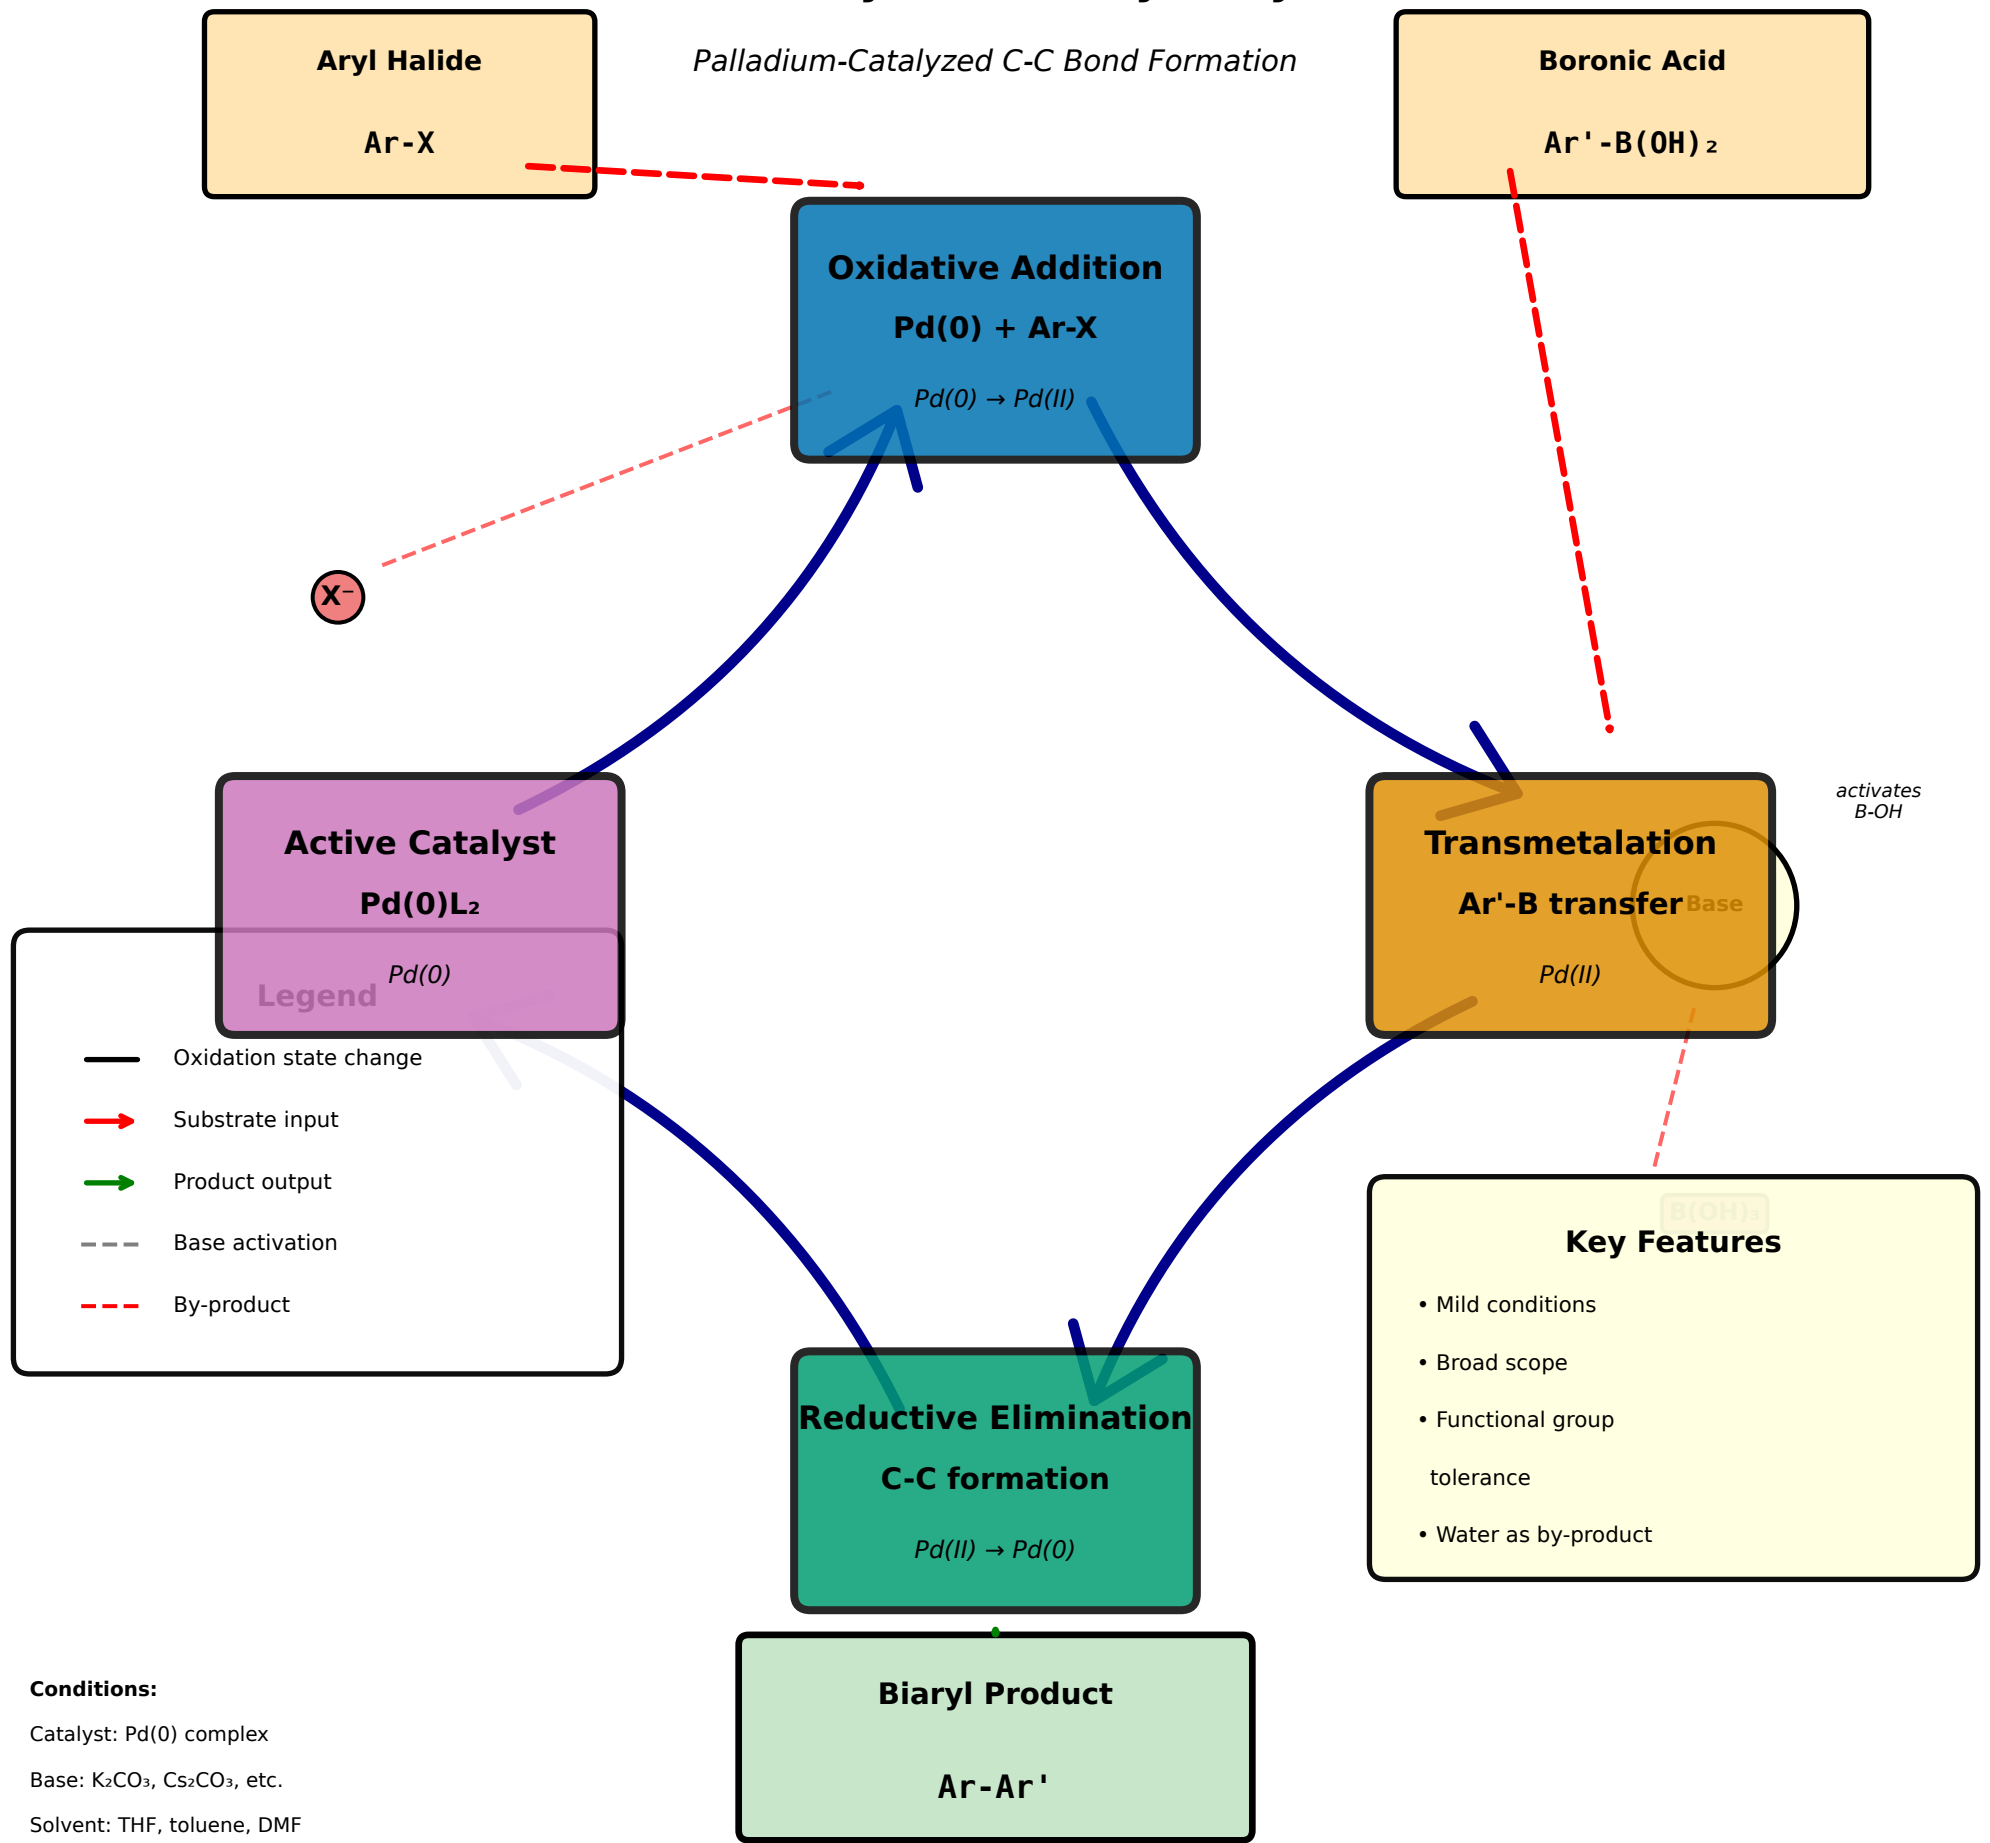 Palladium-Catalyzed C-C Bond Formation
Aryl Halide
Ar-X
Boronic Acid
Ar'-B(OH)₂
Oxidative Addition
Pd(0) + Ar-X
Pd(0) → Pd(II)
X⁻
Active Catalyst
Pd(0)L₂
Pd(0)
Transmetalation
Ar'-B transfer
Pd(II)
Base
activates
B-OH
Legend
Oxidation state change
Substrate input
Product output
Base activation
By-product
B(OH)₃
Key Features
• Mild conditions
• Broad scope
• Functional group
tolerance
• Water as by-product
Reductive Elimination
C-C formation
Pd(II) → Pd(0)
Biaryl Product
Ar-Ar'
Conditions:
Catalyst: Pd(0) complex
Base: K₂CO₃, Cs₂CO₃, etc.
Solvent: THF, toluene, DMF